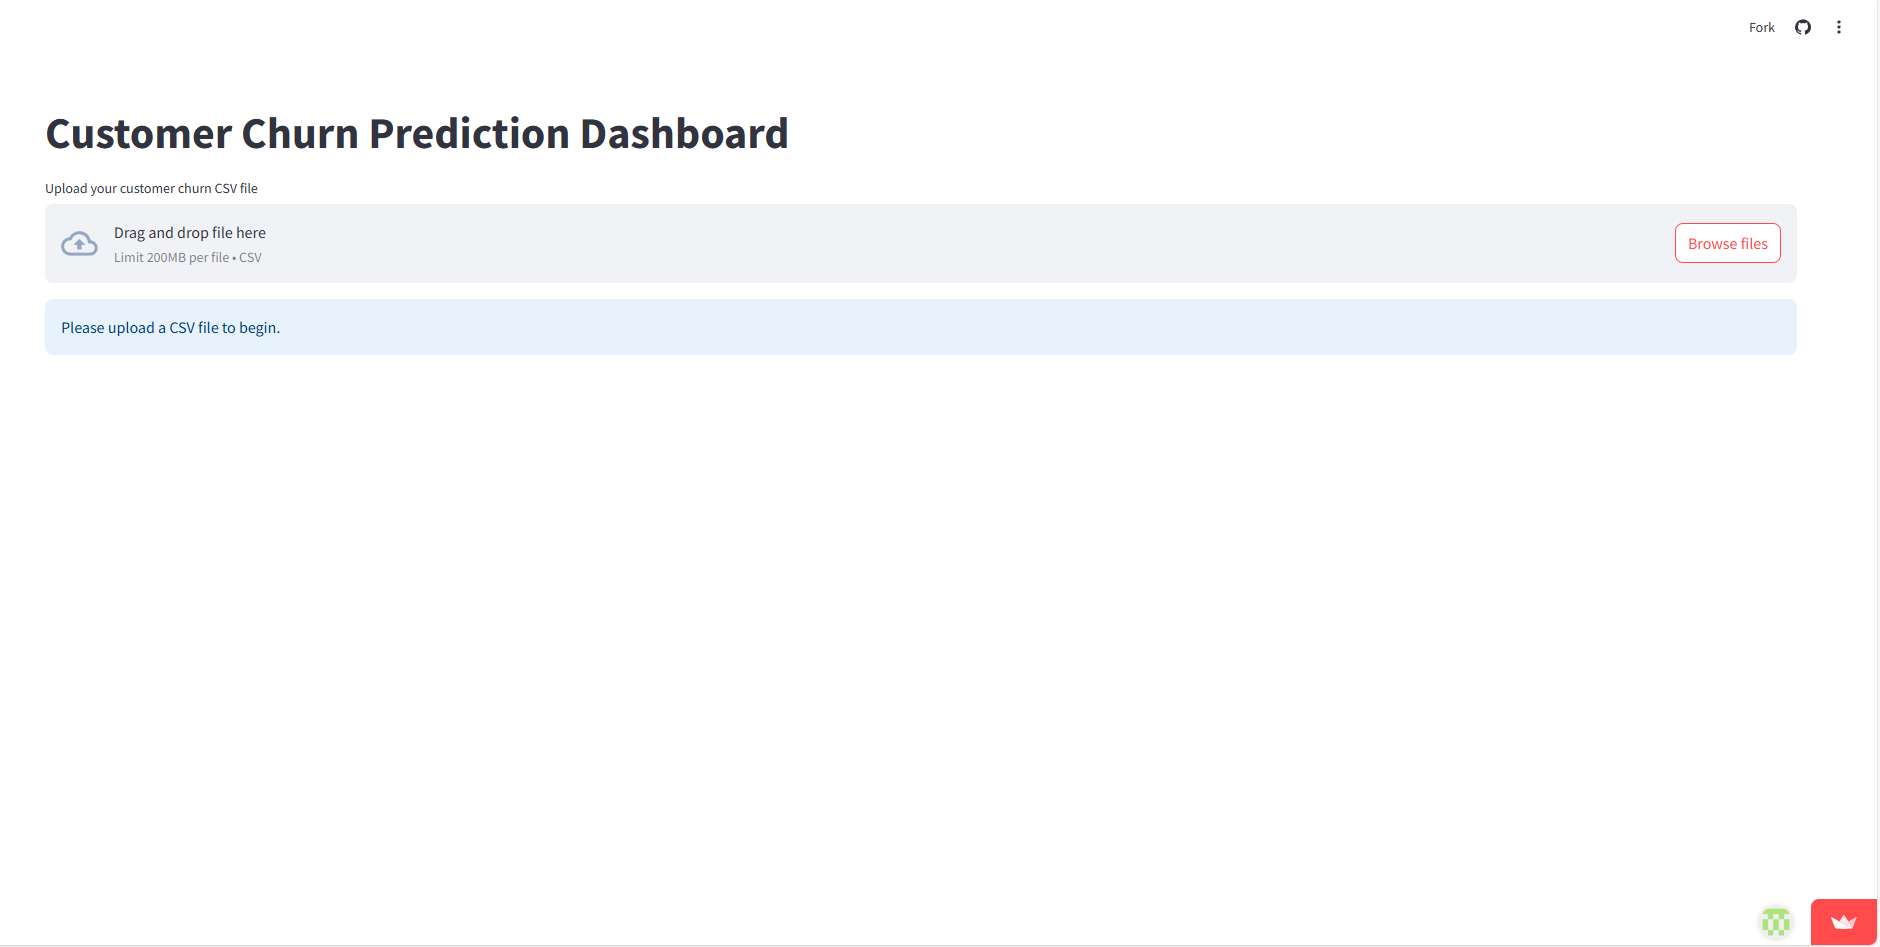 Fork
Customer Churn Prediction Dashboard
Upload your customer churn CSV file
Drag and drop file here
Limit 200MB per file • CSV
Browse files
Please upload a CSV file to begin.